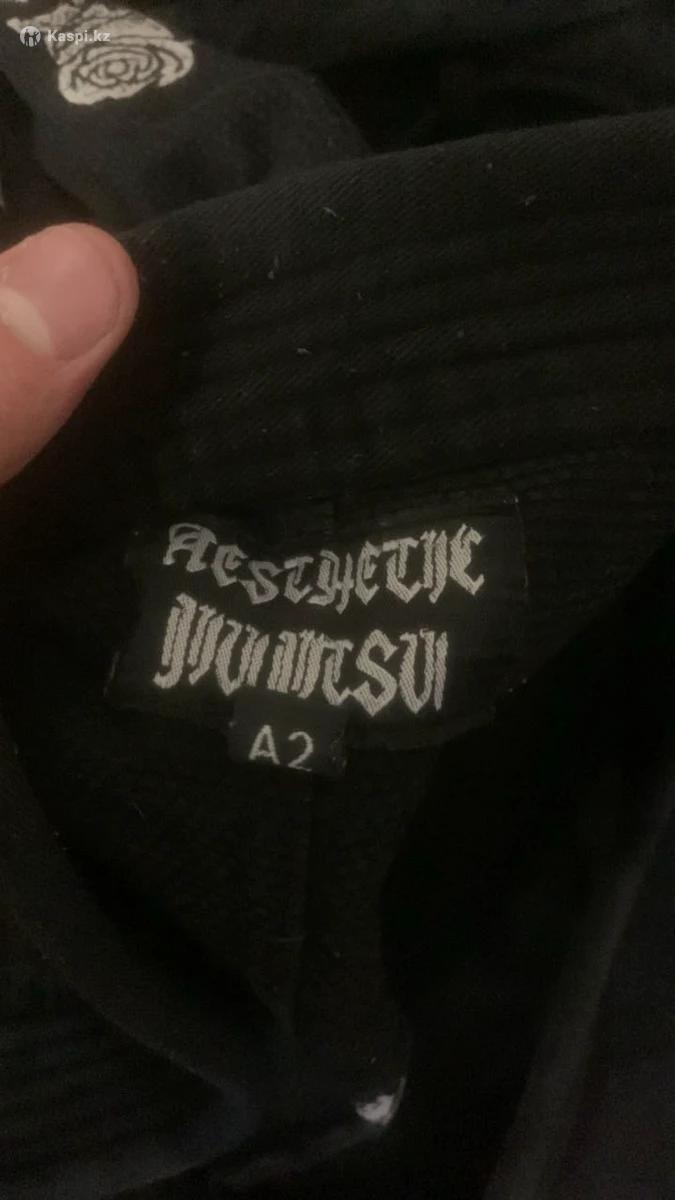 Kaspi.kz
AESTHETIC
JIUJITSU
A2